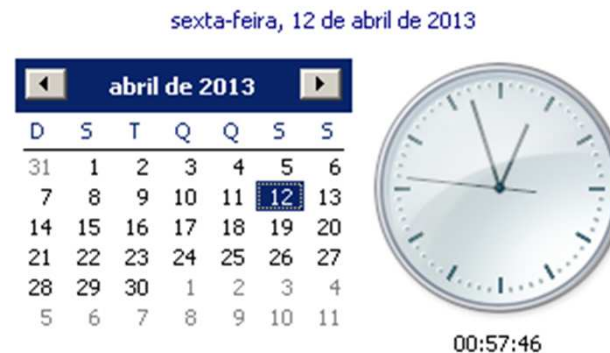 sexta-feira, 12 de abril de 2013
abril de 2013
D S T Q Q S S
31 1 2 3 4 5 6
7 8 9 10 11 12 13
14 15 16 17 18 19 20
21 22 23 24 25 26 27
28 29 30 1 2 3 4
5 6 7 8 9 10 11
00:57:46